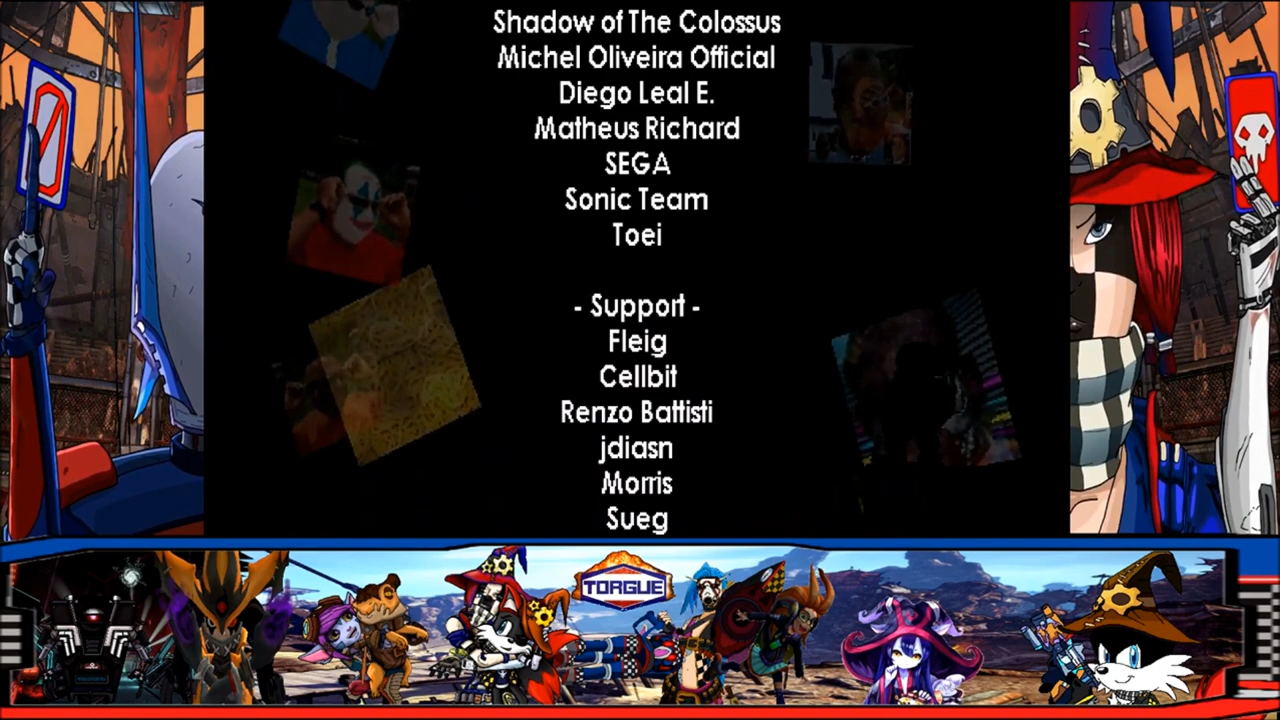 Shadow of The Colossus
Michel Oliveira Official
Diego Leal E.
Matheus Richard
SEGA
Sonic Team
Toei
- Support -
Fleig
Cellbit
Renzo Battisti
jdiasn
Morris
Sueg
TORGUE